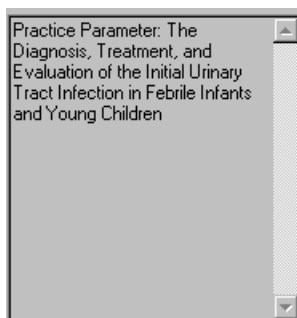 Practice Parameter: The
Diagnosis, Treatment, and
Evaluation of the Initial Urinary
Tract Infection in Febrile Infants
and Young Children